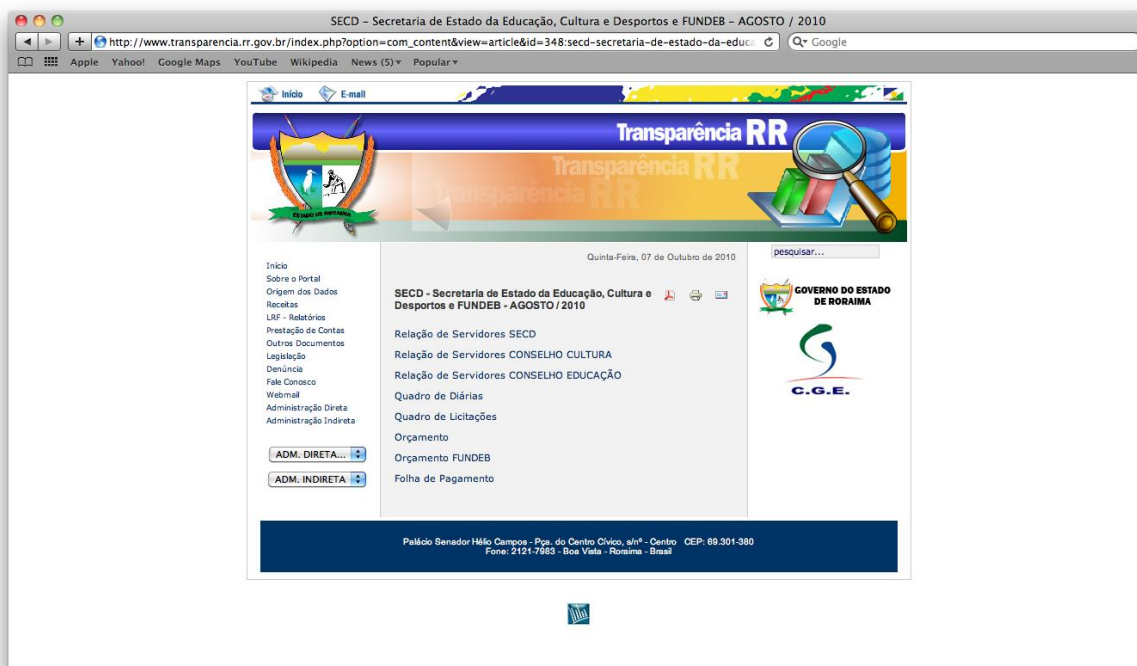 SECD – Secretaria de Estado da Educação, Cultura e Desportos e FUNDEB – AGOSTO / 2010
http://www.transparencia.rr.gov.br/index.php?option=com_content&view=article&id=348:secd-secretaria-de-estado-da-educa
Google
Apple Yahoo! Google Maps YouTube Wikipedia News (5) Popular
Início E-mail
Transparência RR
Transparência RR
Transparência RR
ESTADO DE RORAIMA
Quinta-Feira, 07 de Outubro de 2010
pesquisar...
Início
Sobre o Portal
Origem dos Dados
Receitas
LRF - Relatórios
Prestação de Contas
Outros Documentos
Legislação
Denúncia
Fale Conosco
Webmail
Administração Direta
Administração Indireta
ADM. DIRETA...
ADM. INDIRETA
SECD - Secretaria de Estado da Educação, Cultura e
Desportos e FUNDEB - AGOSTO / 2010
Relação de Servidores SECD
Relação de Servidores CONSELHO CULTURA
Relação de Servidores CONSELHO EDUCAÇÃO
Quadro de Diárias
Quadro de Licitações
Orçamento
Orçamento FUNDEB
Folha de Pagamento
GOVERNO DO ESTADO
DE RORAIMA
C.G.E.
Palácio Senador Hélio Campos - Pça. do Centro Cívico, s/nº - Centro CEP: 69.301-380
Fone: 2121-7983 - Boa Vista - Roraima - Brasil